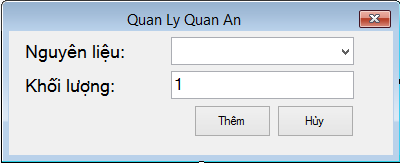 Quan Ly Quan An
Nguyên liệu:
Khối lượng: 1
Thêm Hủy